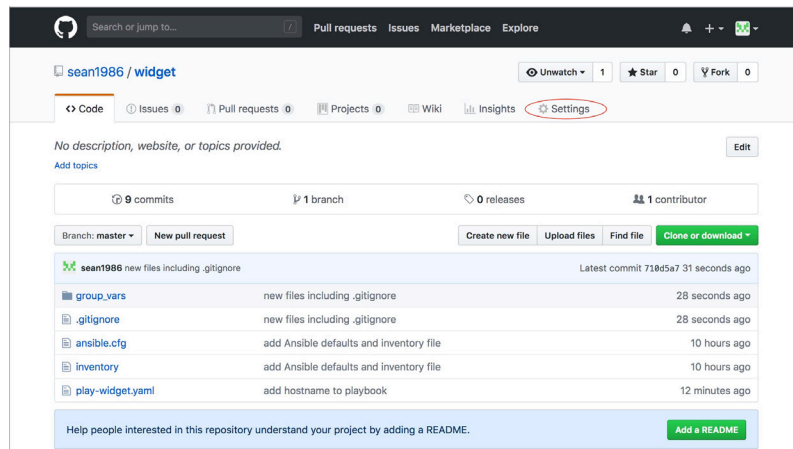 Search or jump to... / Pull requests Issues Marketplace Explore
sean1986 / widget Unwatch 1 Star 0 Fork 0
Code Issues 0 Pull requests 0 Projects 0 Wiki Insights Settings
No description, website, or topics provided. Edit
Add topics
9 commits 1 branch 0 releases 1 contributor
Branch: master New pull request Create new file Upload files Find file Clone or download
sean1986 new files including .gitignore Latest commit 710d5a7 31 seconds ago
group_vars new files including .gitignore 28 seconds ago
.gitignore new files including .gitignore 28 seconds ago
ansible.cfg add Ansible defaults and inventory file 10 hours ago
inventory add Ansible defaults and inventory file 10 hours ago
play-widget.yaml add hostname to playbook 12 minutes ago
Help people interested in this repository understand your project by adding a README. Add a README